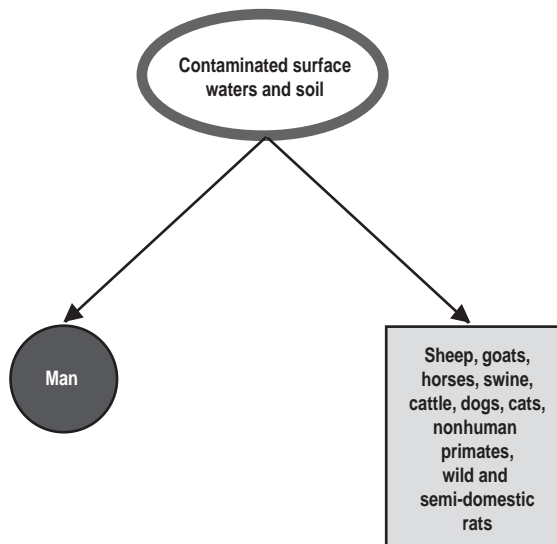 Contaminated surface
waters and soil
Man
Sheep, goats,
horses, swine,
cattle, dogs, cats,
nonhuman
primates,
wild and
semi-domestic
rats